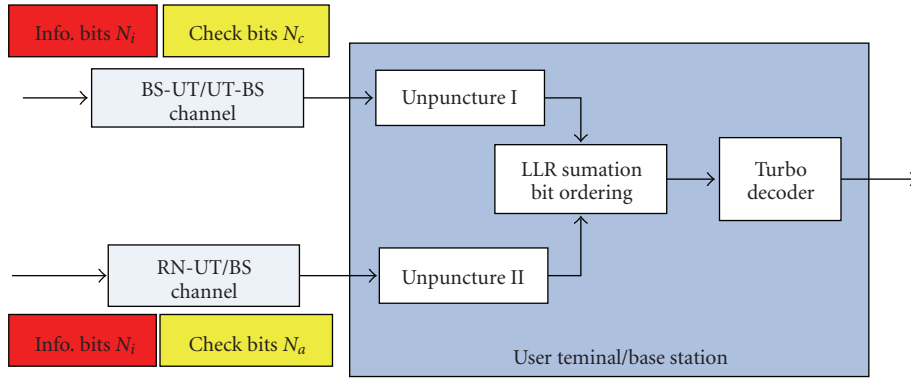 Info. bits N_i
Check bits N_c
BS-UT/UT-BS
channel
Unpuncture I
LLR sumation
bit ordering
Turbo
decoder
RN-UT/BS
channel
Unpuncture II
Info. bits N_i
Check bits N_a
User teminal/base station